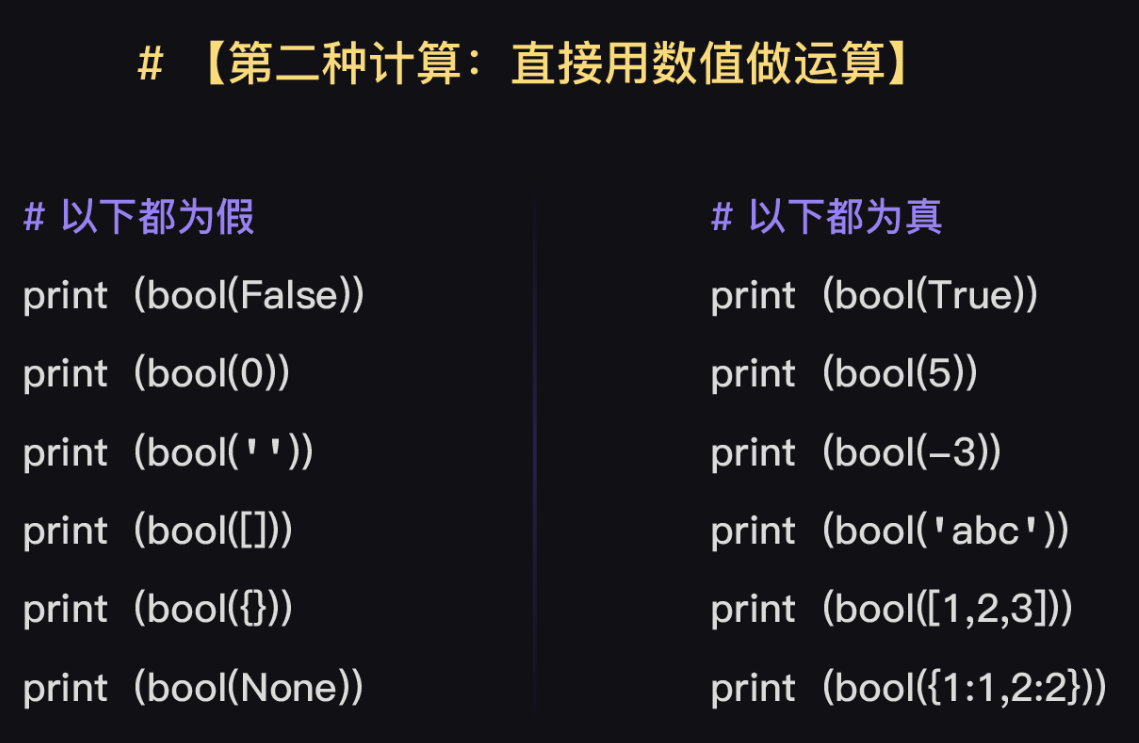 # 【第二种计算：直接用数值做运算】
# 以下都为假
print (bool(False))
print (bool(0))
print (bool(''))
print (bool([]))
print (bool({}))
print (bool(None))
# 以下都为真
print (bool(True))
print (bool(5))
print (bool(-3))
print (bool('abc'))
print (bool([1,2,3]))
print (bool({1:1,2:2}))